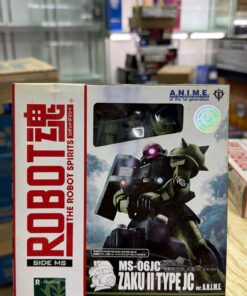 A.N.I.M.E.
of the 1st generation
ROBOT魂
THE ROBOT SPIRITS
SIDE MS
R
MS-06JC
ZAKU II TYPE JC
ver. A.N.I.M.E.